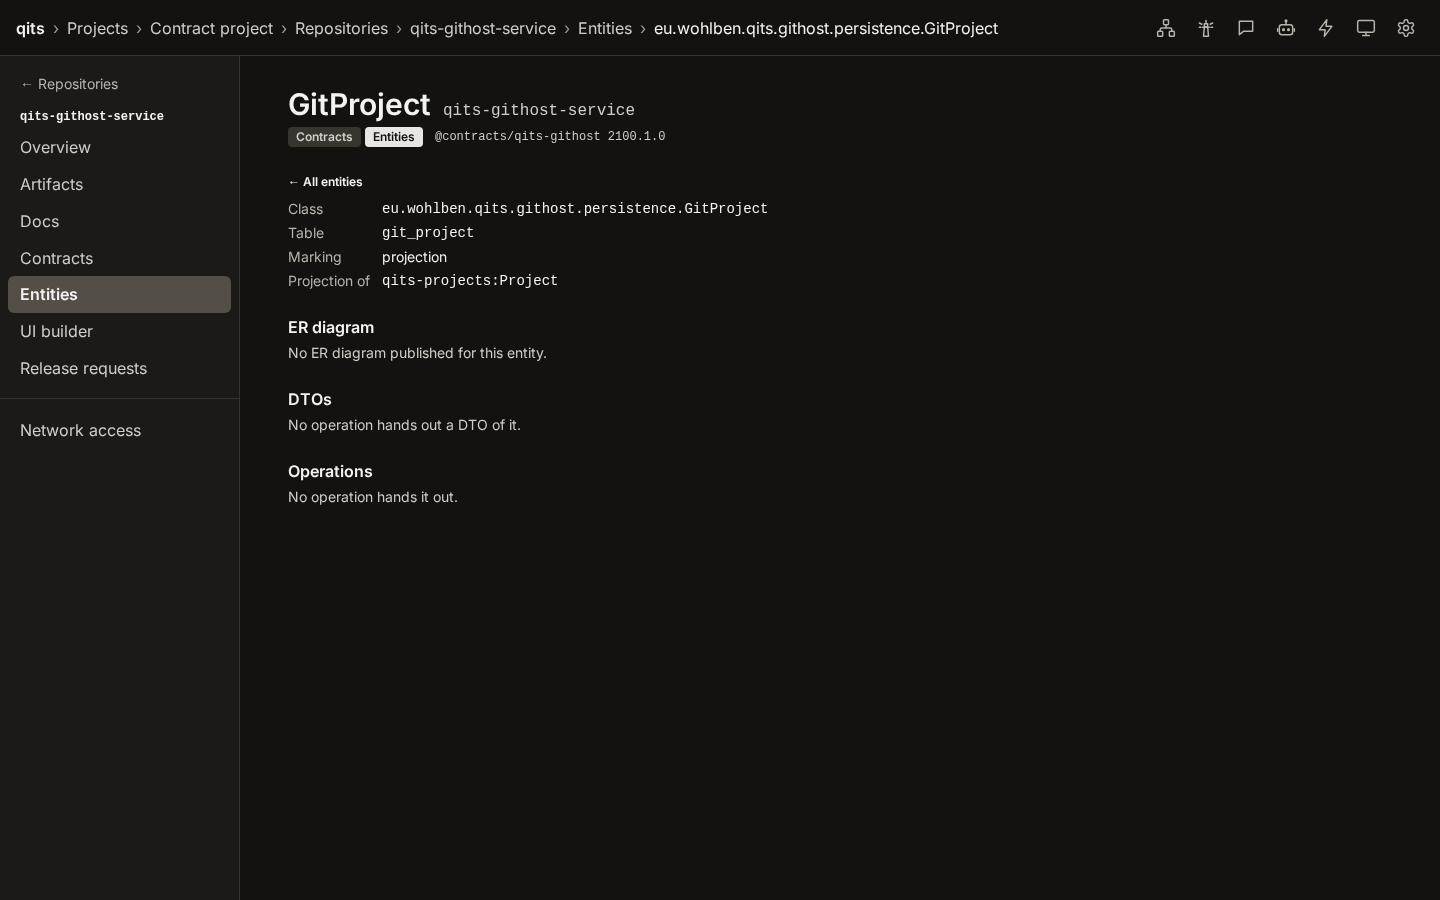 qits › Projects › Contract project › Repositories › qits-githost-service › Entities › eu.wohlben.qits.githost.persistence.GitProject
← Repositories
qits-githost-service
Overview
Artifacts
Docs
Contracts
Entities
UI builder
Release requests
Network access
GitProject qits-githost-service
Contracts Entities @contracts/qits-githost 2100.1.0
← All entities
Class eu.wohlben.qits.githost.persistence.GitProject
Table git_project
Marking projection
Projection of qits-projects:Project
ER diagram
No ER diagram published for this entity.
DTOs
No operation hands out a DTO of it.
Operations
No operation hands it out.